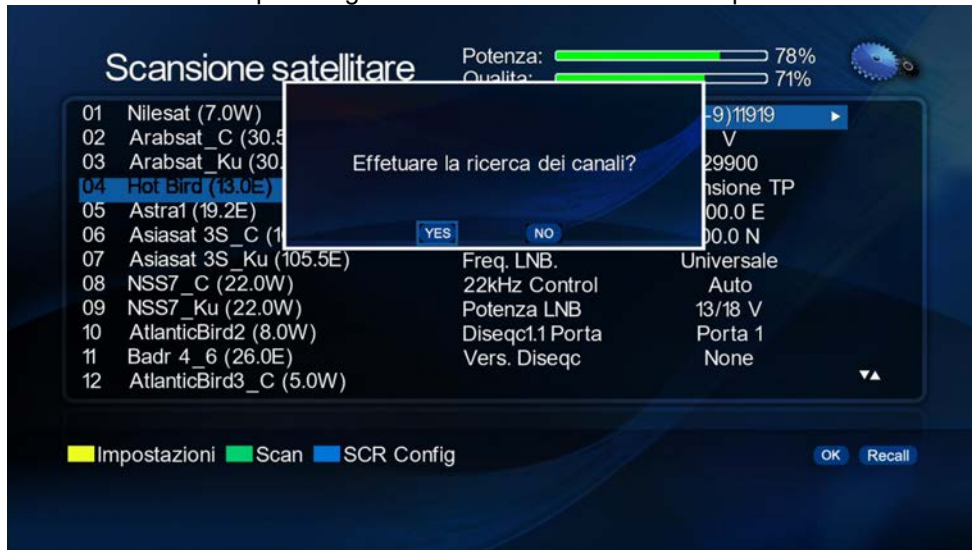 Scansione satellitare
Potenza: 78%
Qualita: 71%
01 Nilesat (7.0W)
02 Arabsat_C (30.5
03 Arabsat_Ku (30.
04 Hot Bird (13.0E)
05 Astra1 (19.2E)
06 Asiasat 3S_C (1
07 Asiasat 3S_Ku (105.5E)
08 NSS7_C (22.0W)
09 NSS7_Ku (22.0W)
10 AtlanticBird2 (8.0W)
11 Badr 4_6 (26.0E)
12 AtlanticBird3_C (5.0W)
Effetuare la ricerca dei canali?
YES NO
-9)11919
V
29900
nsione TP
00.0 E
00.0 N
Freq. LNB. Universale
22kHz Control Auto
Potenza LNB 13/18 V
Diseqc1.1 Porta Porta 1
Vers. Diseqc None
Impostazioni Scan SCR Config
OK Recall